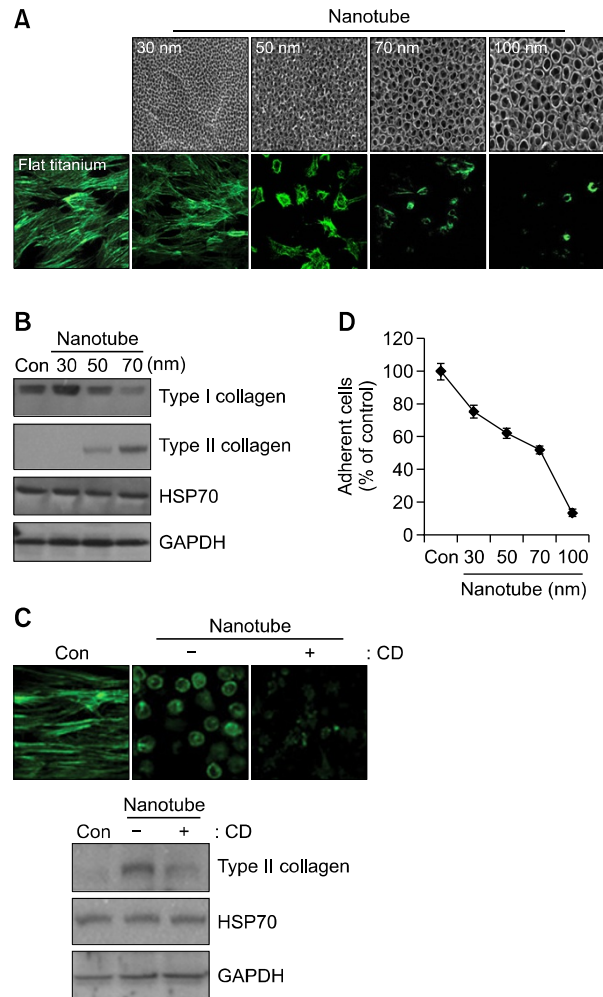 A
Nanotube
30 nm
50 nm
70 nm
100 nm
Flat titanium
B
Nanotube
Con 30 50 70 (nm)
Type I collagen
Type II collagen
HSP70
GAPDH
D
120
100
80
60
40
20
0
Adherent cells
(% of control)
Con 30 50 70 100
Nanotube (nm)
C
Nanotube
Con − + : CD
Nanotube
Con − + : CD
Type II collagen
HSP70
GAPDH